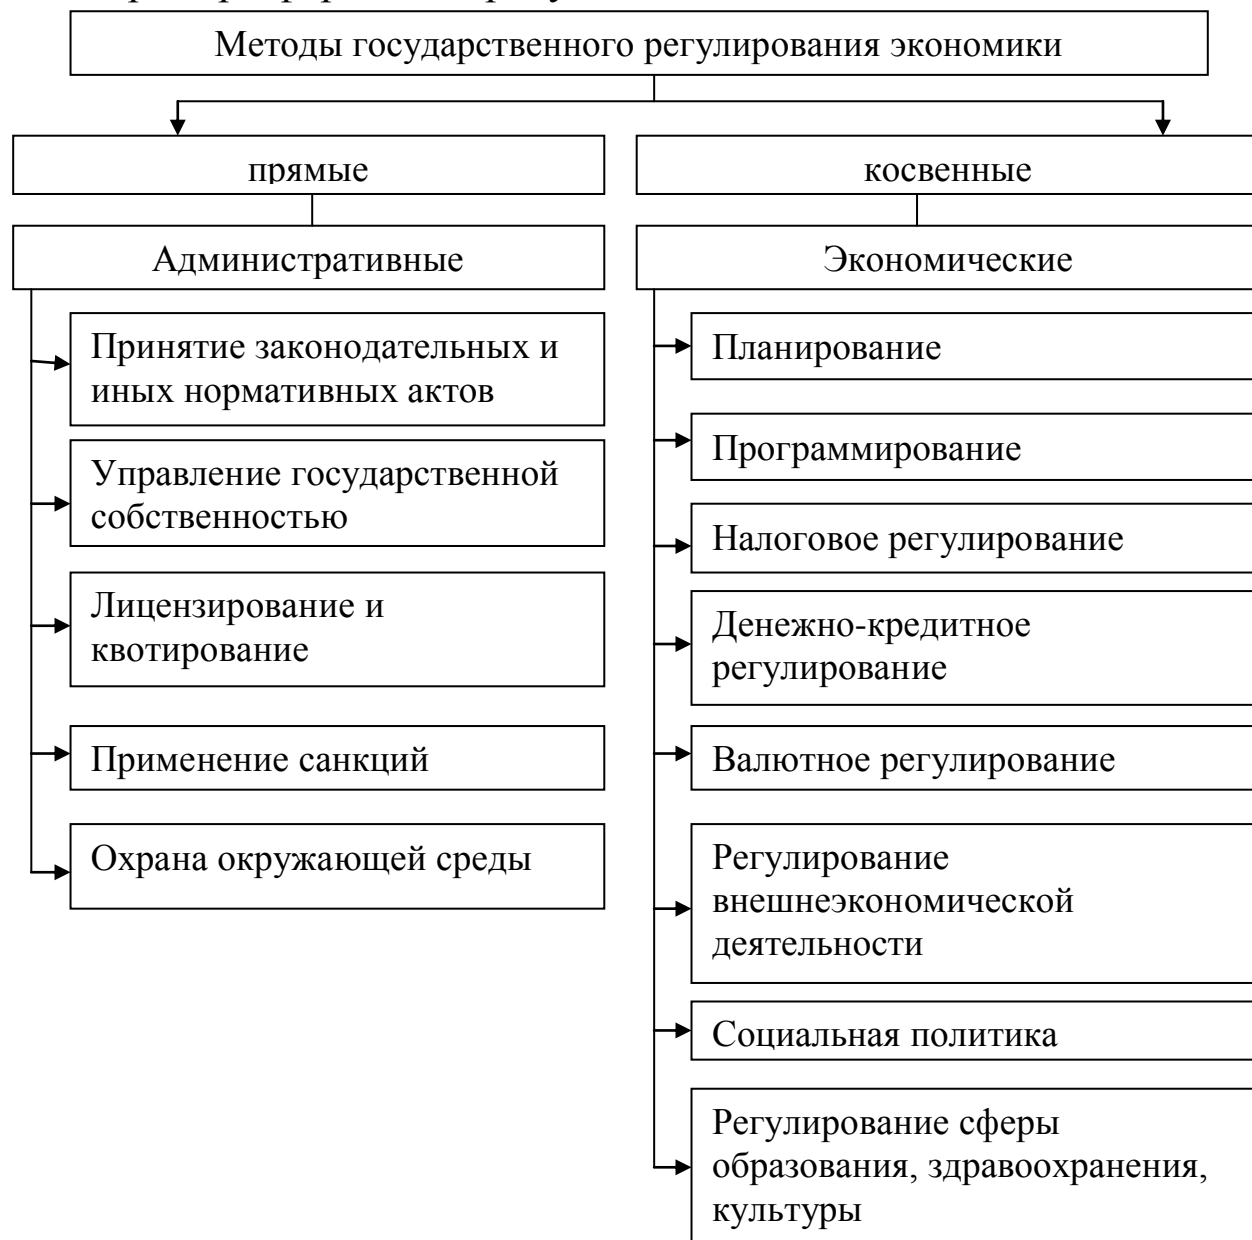 Методы государственного регулирования экономики
прямые
косвенные
Административные
Экономические
Принятие законодательных и
иных нормативных актов
Управление государственной
собственностью
Лицензирование и
квотирование
Применение санкций
Охрана окружающей среды
Планирование
Программирование
Налоговое регулирование
Денежно-кредитное
регулирование
Валютное регулирование
Регулирование
внешнеэкономической
деятельности
Социальная политика
Регулирование сферы
образования, здравоохранения,
культуры